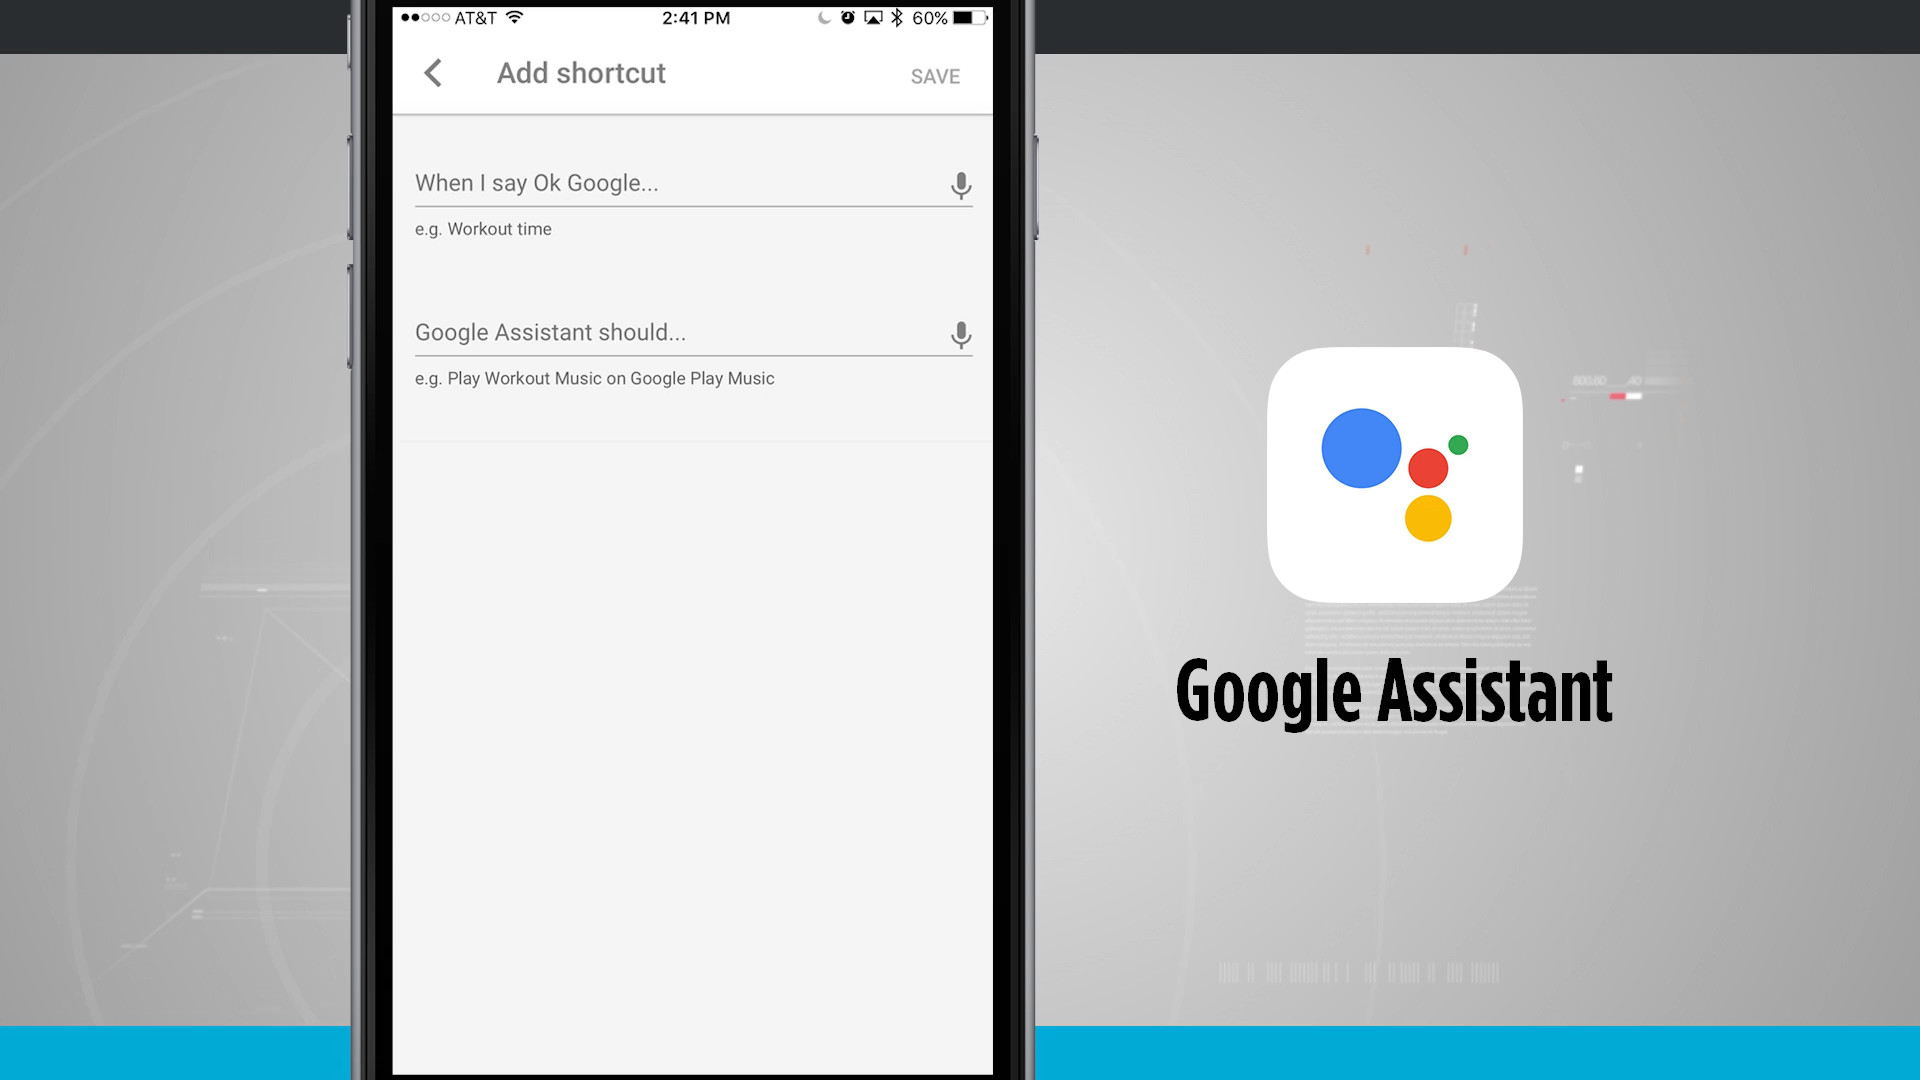 AT&T 2:41 PM 60%
Add shortcut SAVE
When I say Ok Google...
e.g. Workout time
Google Assistant should...
e.g. Play Workout Music on Google Play Music
Google Assistant